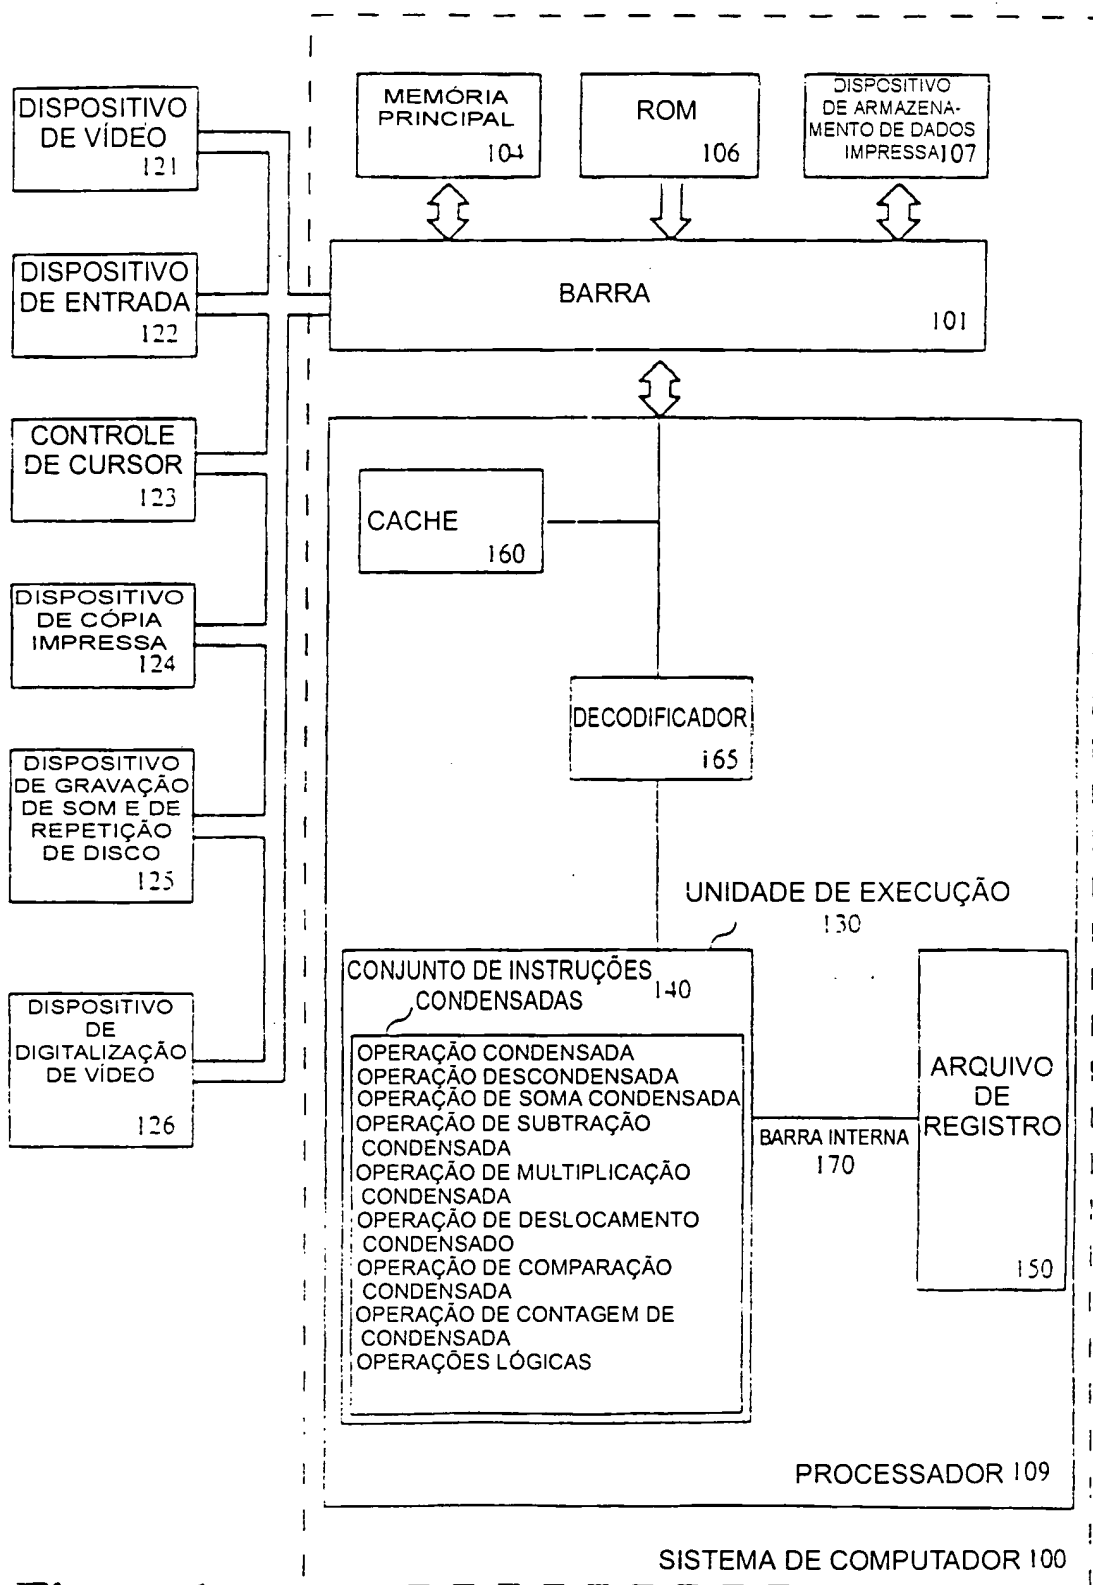 DISPOSITIVO
DE VÍDEO
121
DISPOSITIVO
DE ENTRADA
122
CONTROLE
DE CURSOR
123
DISPOSITIVO
DE CÓPIA
IMPRESSA
124
DISPOSITIVO
DE GRAVAÇÃO
DE SOM E DE
REPETIÇÃO
DE DISCO
125
DISPOSITIVO
DE
DIGITALIZAÇÃO
DE VÍDEO
126
MEMÓRIA
PRINCIPAL
104
ROM
106
DISPOSITIVO
DE ARMAZENA-
MENTO DE DADOS
IMPRESSA 107
BARRA
101
CACHE
160
DECODIFICADOR
165
UNIDADE DE EXECUÇÃO
130
CONJUNTO DE INSTRUÇÕES
CONDENSADAS
140
OPERAÇÃO CONDENSADA
OPERAÇÃO DESCONDENSADA
OPERAÇÃO DE SOMA CONDENSADA
OPERAÇÃO DE SUBTRAÇÃO
CONDENSADA
OPERAÇÃO DE MULTIPLICAÇÃO
CONDENSADA
OPERAÇÃO DE DESLOCAMENTO
CONDENSADO
OPERAÇÃO DE COMPARAÇÃO
CONDENSADA
OPERAÇÃO DE CONTAGEM DE
CONDENSADA
OPERAÇÕES LÓGICAS
BARRA INTERNA
170
ARQUIVO
DE
REGISTRO
150
PROCESSADOR 109
SISTEMA DE COMPUTADOR 100